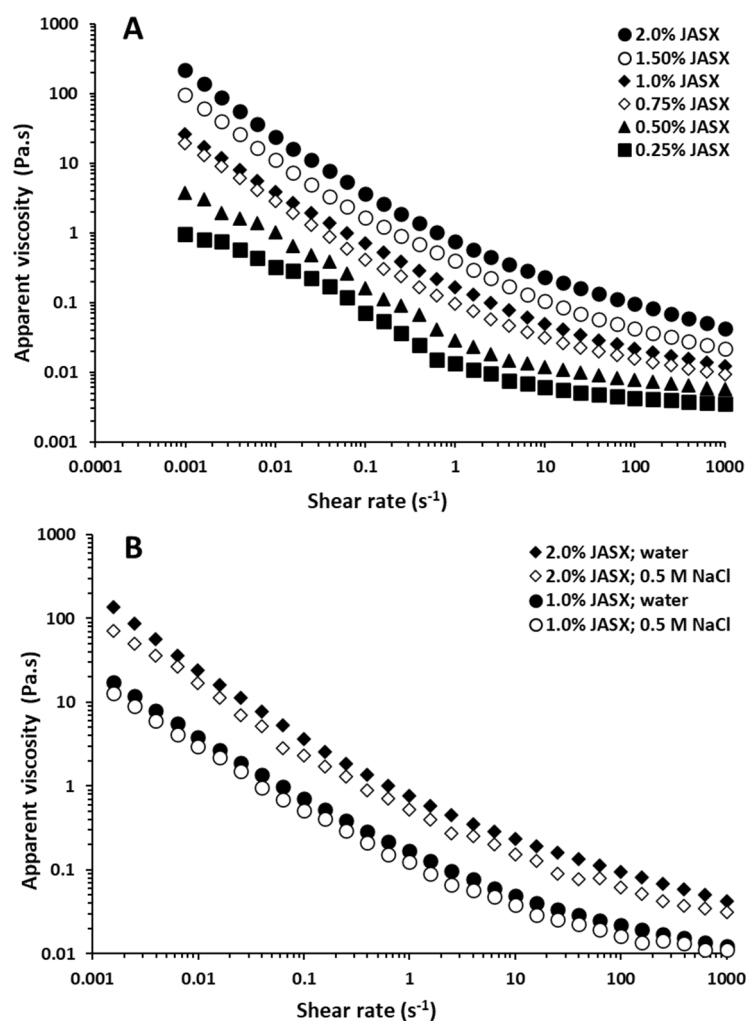 A
1000
100
10
1
0.1
0.01
0.001
Apparent viscosity (Pa.s)
2.0% JASX
1.50% JASX
1.0% JASX
0.75% JASX
0.50% JASX
0.25% JASX
0.0001 0.001 0.01 0.1 1 10 100 1000
Shear rate (s⁻¹)
B
1000
100
10
1
0.1
0.01
Apparent viscosity (Pa.s)
2.0% JASX; water
2.0% JASX; 0.5 M NaCl
1.0% JASX; water
1.0% JASX; 0.5 M NaCl
0.001 0.01 0.1 1 10 100 1000
Shear rate (s⁻¹)